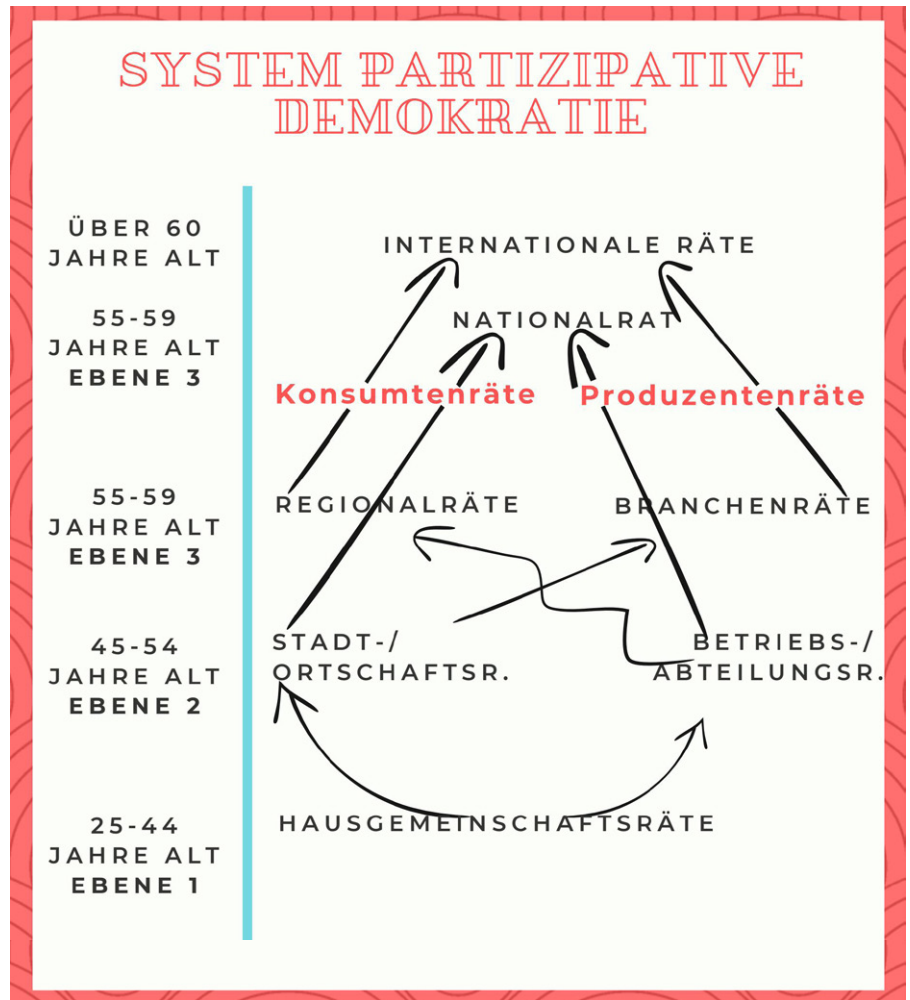 SYSTEM PARTIZIPATIVE
DEMOKRATIE
ÜBER 60
JAHRE ALT
INTERNATIONALE RÄTE
55-59
JAHRE ALT
EBENE 3
NATIONALRAT
Konsumtenräte
Produzentenräte
55-59
JAHRE ALT
EBENE 3
REGIONALRÄTE
BRANCHENRÄTE
45-54
JAHRE ALT
EBENE 2
STADT-/
ORTSCHAFTSR.
BETRIEBS-/
ABTEILUNGSR.
25-44
JAHRE ALT
EBENE 1
HAUSGEMEINSCHAFTSRÄTE